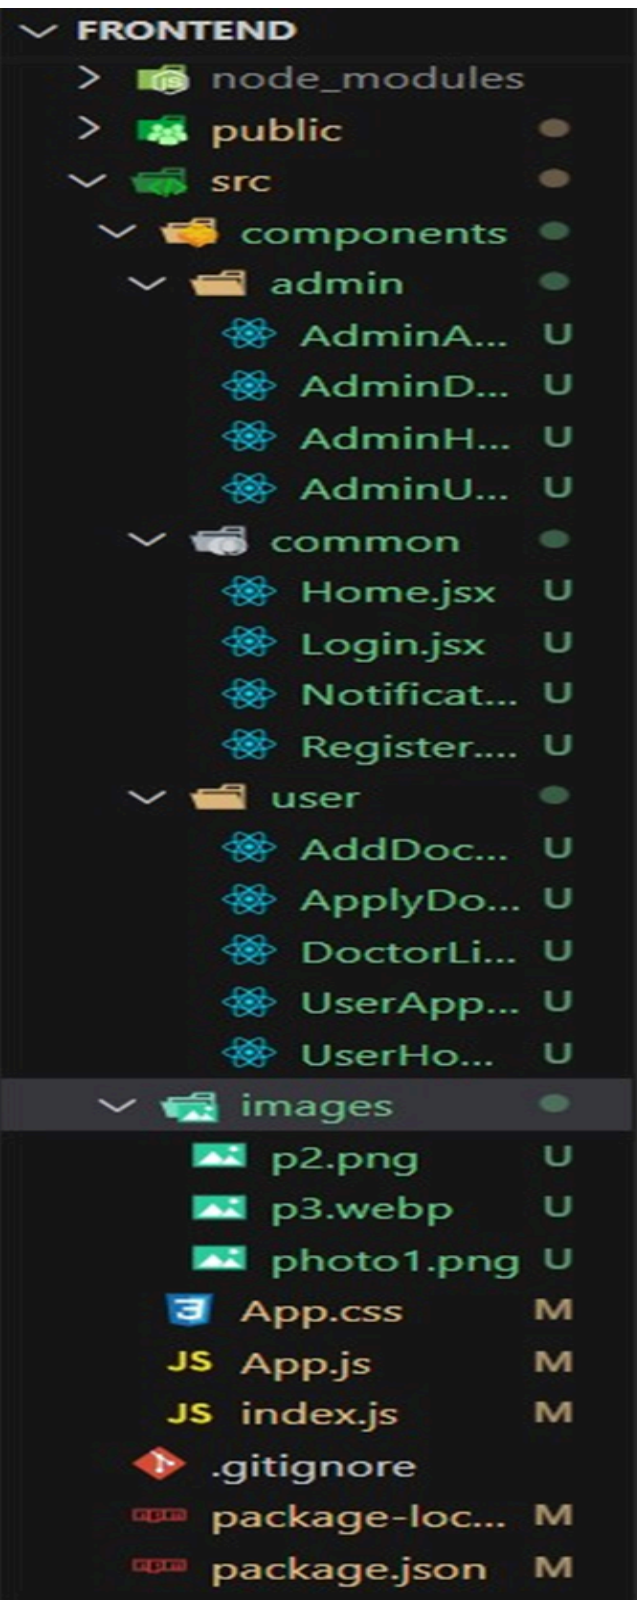 FRONTEND
node_modules
public
src
components
admin
AdminA... U
AdminD... U
AdminH... U
AdminU... U
common
Home.jsx U
Login.jsx U
Notificat... U
Register.... U
user
AddDoc... U
ApplyDo... U
DoctorLi... U
UserApp... U
UserHo... U
images
p2.png U
p3.webp U
photo1.png U
App.css M
JS App.js M
JS index.js M
.gitignore
package-loc... M
package.json M